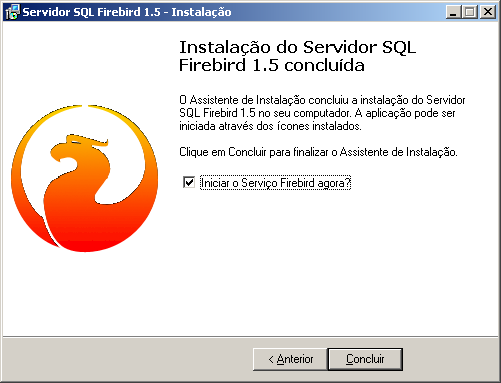 Servidor SQL Firebird 1.5 - Instalação
Instalação do Servidor SQL
Firebird 1.5 concluída
O Assistente de Instalação concluiu a instalação do Servidor
SQL Firebird 1.5 no seu computador. A aplicação pode ser
iniciada através dos ícones instalados.
Clique em Concluir para finalizar o Assistente de Instalação.
Iniciar o Serviço Firebird agora?
< Anterior
Concluir